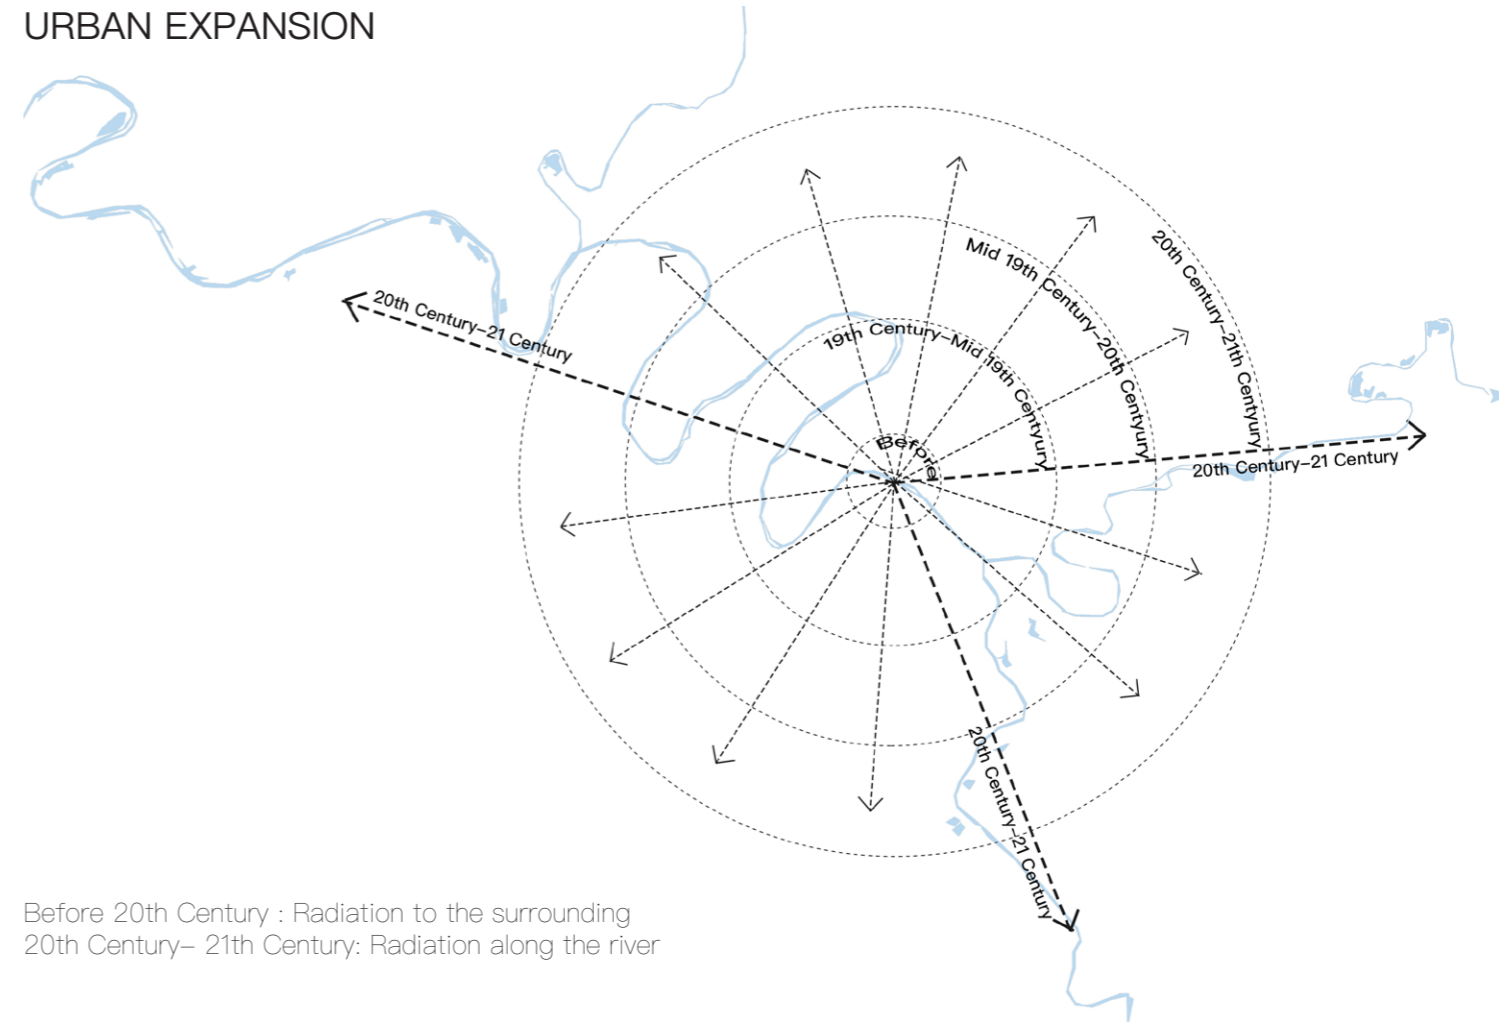 URBAN EXPANSION
20th Century–21th Centyury
Mid 19th Century–20th Centyury
19th Century–Mid 19th Centyury
Before
20th Century–21 Century
20th Century–21 Century
20th Century–21 Century
Before 20th Century : Radiation to the surrounding
20th Century– 21th Century: Radiation along the river